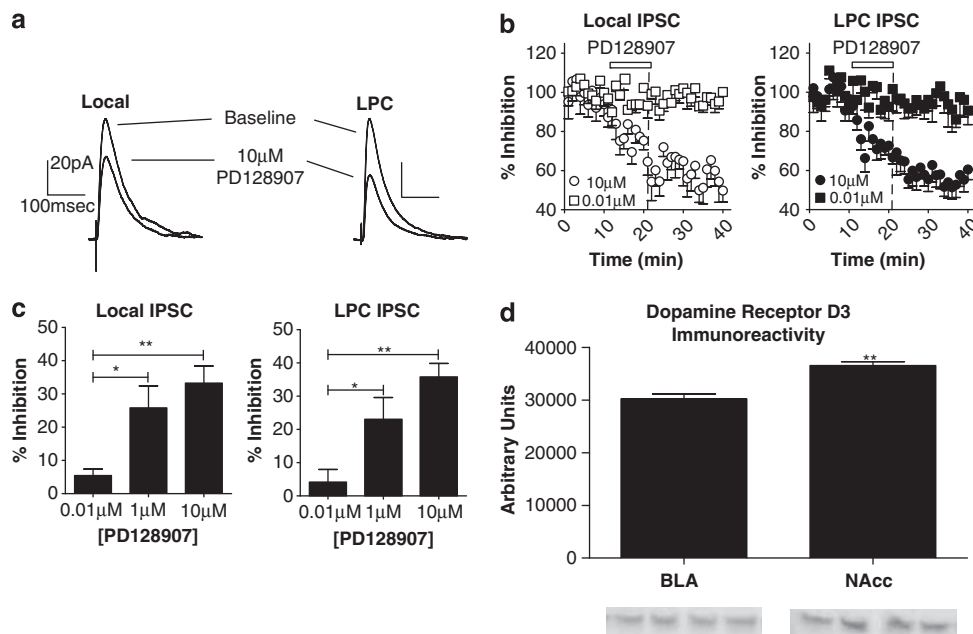 a
Local
LPC
Baseline
20pA
10µM
PD128907
100msec
b
Local IPSC
PD128907
% Inhibition
120
100
80
60
40
10µM
0.01µM
0
10
20
30
40
Time (min)
LPC IPSC
PD128907
% Inhibition
120
100
80
60
40
10µM
0.01µM
0
10
20
30
40
Time (min)
c
Local IPSC
% Inhibition
50
40
30
20
10
0
**
*
0.01µM 1µM 10µM
[PD128907]
LPC IPSC
% Inhibition
50
40
30
20
10
0
**
*
0.01µM 1µM 10µM
[PD128907]
d
Dopamine Receptor D3
Immunoreactivity
Arbitrary Units
40000
30000
20000
10000
0
**
BLA NAcc